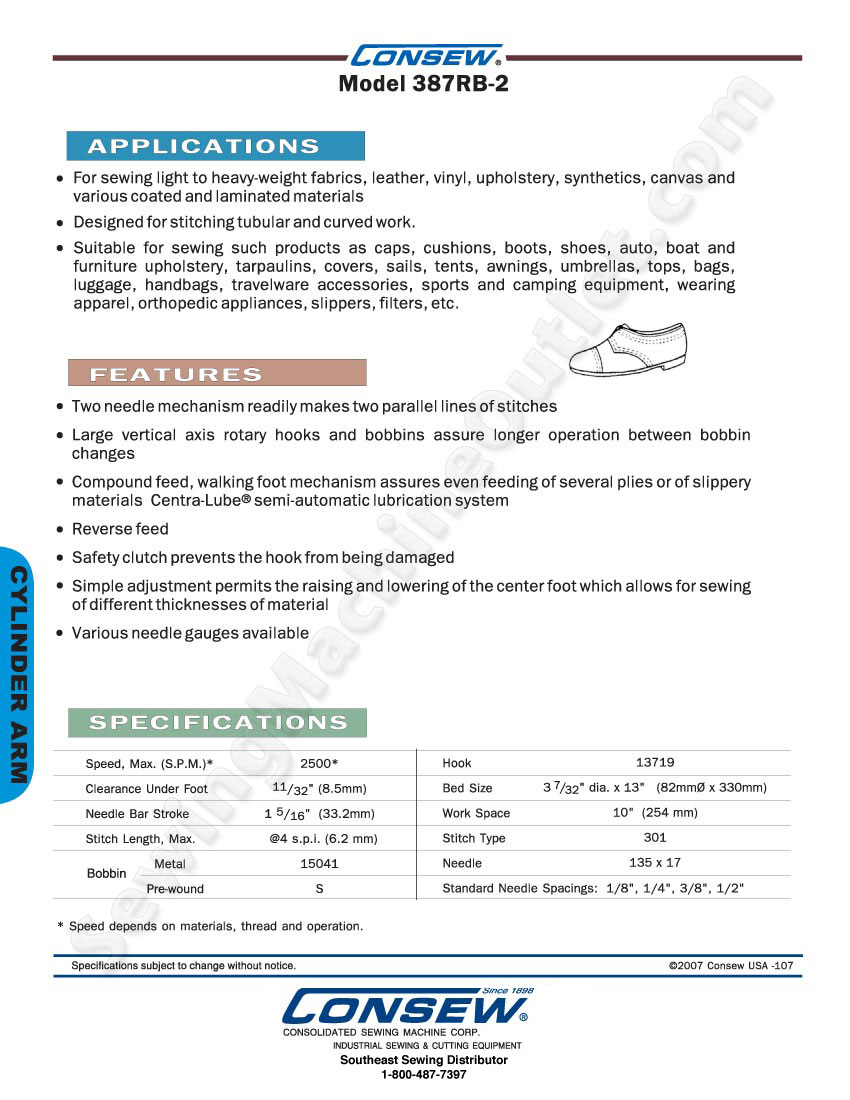 CONSEW®
Model 387RB-2
APPLICATIONS
• For sewing light to heavy-weight fabrics, leather, vinyl, upholstery, synthetics, canvas and
various coated and laminated materials
• Designed for stitching tubular and curved work.
• Suitable for sewing such products as caps, cushions, boots, shoes, auto, boat and
furniture upholstery, tarpaulins, covers, sails, tents, awnings, umbrellas, tops, bags,
luggage, handbags, travelware accessories, sports and camping equipment, wearing
apparel, orthopedic appliances, slippers, filters, etc.
FEATURES
• Two needle mechanism readily makes two parallel lines of stitches
• Large vertical axis rotary hooks and bobbins assure longer operation between bobbin
changes
• Compound feed, walking foot mechanism assures even feeding of several plies or of slippery
materials Centra-Lube® semi-automatic lubrication system
• Reverse feed
• Safety clutch prevents the hook from being damaged
• Simple adjustment permits the raising and lowering of the center foot which allows for sewing
of different thicknesses of material
• Various needle gauges available
CYLINDER ARM
SewingMachineOutlet.com
SPECIFICATIONS
Speed, Max. (S.P.M.)* 2500* Hook 13719
Clearance Under Foot 11/32" (8.5mm) Bed Size 3 7/32" dia. x 13" (82mmØ x 330mm)
Needle Bar Stroke 1 5/16" (33.2mm) Work Space 10" (254 mm)
Stitch Length, Max. @4 s.p.i. (6.2 mm) Stitch Type 301
Bobbin Metal 15041 Needle 135 x 17
Pre-wound S Standard Needle Spacings: 1/8", 1/4", 3/8", 1/2"
* Speed depends on materials, thread and operation.
Specifications subject to change without notice. ©2007 Consew USA -107
Since 1898
CONSEW®
CONSOLIDATED SEWING MACHINE CORP.
INDUSTRIAL SEWING & CUTTING EQUIPMENT
Southeast Sewing Distributor
1-800-487-7397